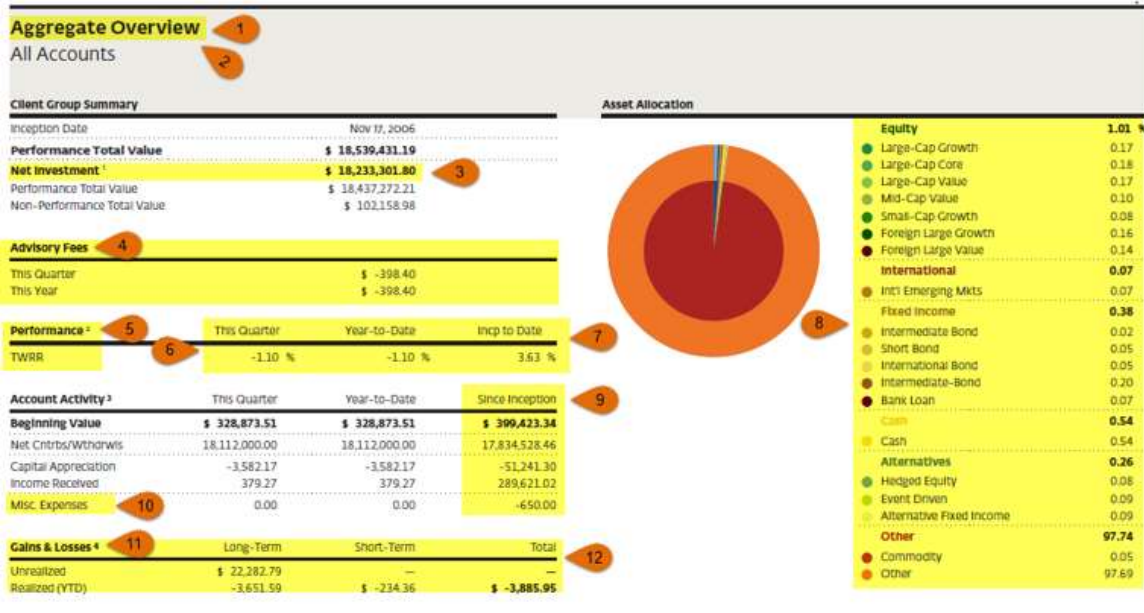 Aggregate Overview 1
All Accounts 2
Client Group Summary
Inception Date Nov 17, 2006
Performance Total Value $ 18,539,431.19
Net Investment 1 $ 18,233,301.80 3
Performance Total Value $ 18,437,272.21
Non-Performance Total Value $ 102,158.98
Advisory Fees 4
This Quarter $ -398.40
This Year $ -398.40
Performance 2 5 This Quarter Year-to-Date Incp to Date 7
6
TWRR -1.10 % -1.10 % 3.63 %
Account Activity 3 This Quarter Year-to-Date Since Inception 9
Beginning Value $ 328,873.51 $ 328,873.51 $ 399,423.34
Net Cntrbs/Wthdrwls 18,112,000.00 18,112,000.00 17,834,528.46
Capital Appreciation -3,582.17 -3,582.17 -51,241.30
Income Received 379.27 379.27 289,621.02
Misc. Expenses 10 0.00 0.00 -650.00
Gains & Losses 4 11 Long-Term Short-Term Total 12
Unrealized $ 22,282.79 — —
Realized (YTD) -3,651.59 $ -234.36 $ -3,885.95
Asset Allocation
Equity 1.01 %
Large-Cap Growth 0.17
Large-Cap Core 0.18
Large-Cap Value 0.17
Mid-Cap Value 0.10
Small-Cap Growth 0.08
Foreign Large Growth 0.16
Foreign Large Value 0.14
International 0.07
Int'l Emerging Mkts 0.07
8
Fixed Income 0.38
Intermediate Bond 0.02
Short Bond 0.05
International Bond 0.05
Intermediate-Bond 0.20
Bank Loan 0.07
Cash 0.54
Cash 0.54
Alternatives 0.26
Hedged Equity 0.08
Event Driven 0.09
Alternative Fixed Income 0.09
Other 97.74
Commodity 0.05
Other 97.69